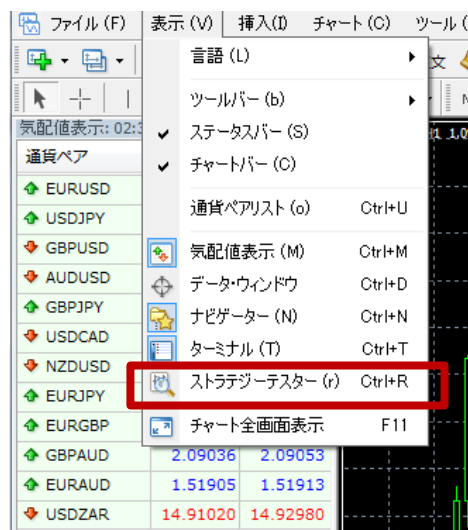 ファイル (F) 表示 (V) 挿入(I) チャート (C) ツール (
言語 (L)
文
ツールバー (b)
気配値表示: 02:3
ステータスバー (S)
通貨ペア
チャートバー (C)
EURUSD
通貨ペアリスト (o) Ctrl+U
USDJPY
GBPUSD
気配値表示 (M) Ctrl+M
AUDUSD
データ・ウィンドウ Ctrl+D
GBPJPY
ナビゲーター (N) Ctrl+N
USDCAD
ターミナル (T) Ctrl+T
NZDUSD
ストラテジーテスター (r) Ctrl+R
EURJPY
EURGBP
チャート全画面表示 F11
GBPAUD 2.09036 2.09053
EURAUD 1.51905 1.51913
USDZAR 14.91020 14.92980